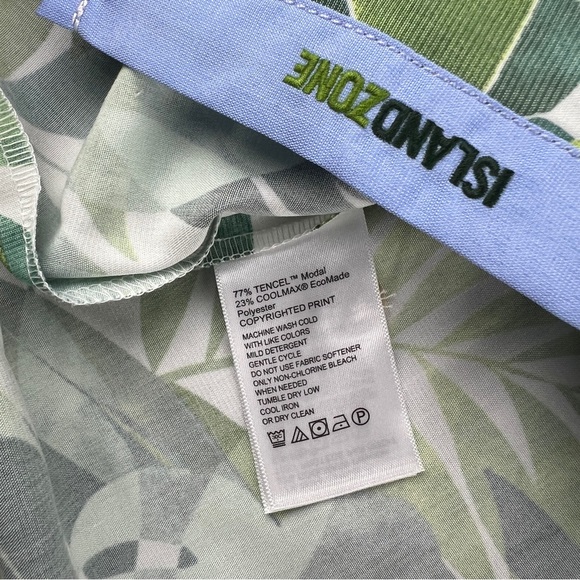 ISLANDZONE
77% TENCEL™ Modal
23% COOLMAX® EcoMade
Polyester
COPYRIGHTED PRINT
MACHINE WASH COLD
WITH LIKE COLORS
MILD DETERGENT
GENTLE CYCLE
DO NOT USE FABRIC SOFTENER
ONLY NON-CHLORINE BLEACH
WHEN NEEDED
TUMBLE DRY LOW
COOL IRON
OR DRY CLEAN
P